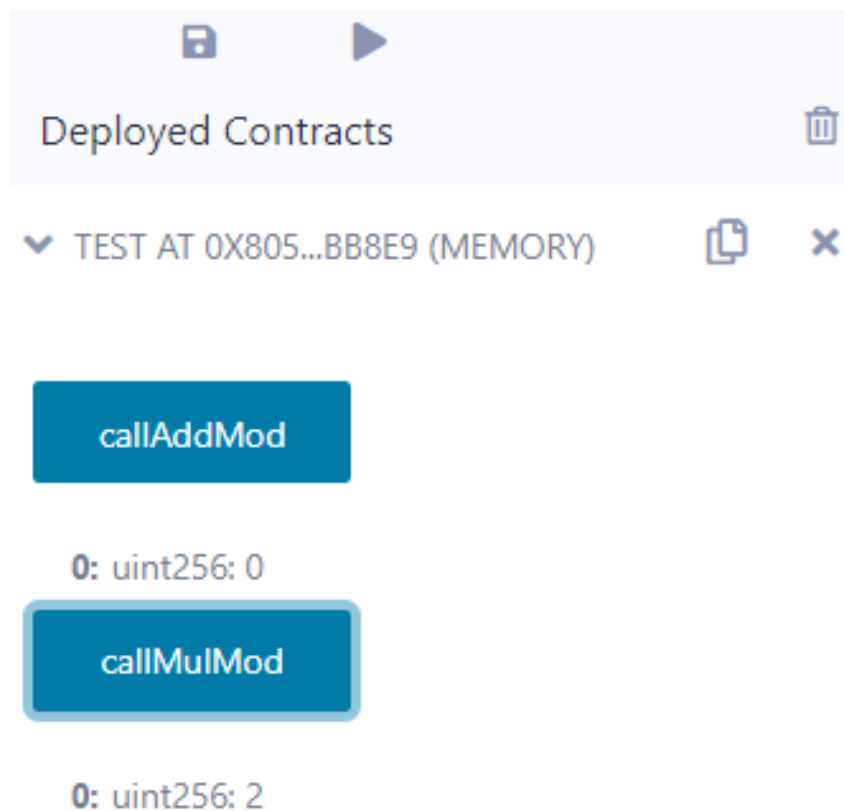 Deployed Contracts
TEST AT 0X805...BB8E9 (MEMORY)
callAddMod
0: uint256: 0
callMulMod
0: uint256: 2